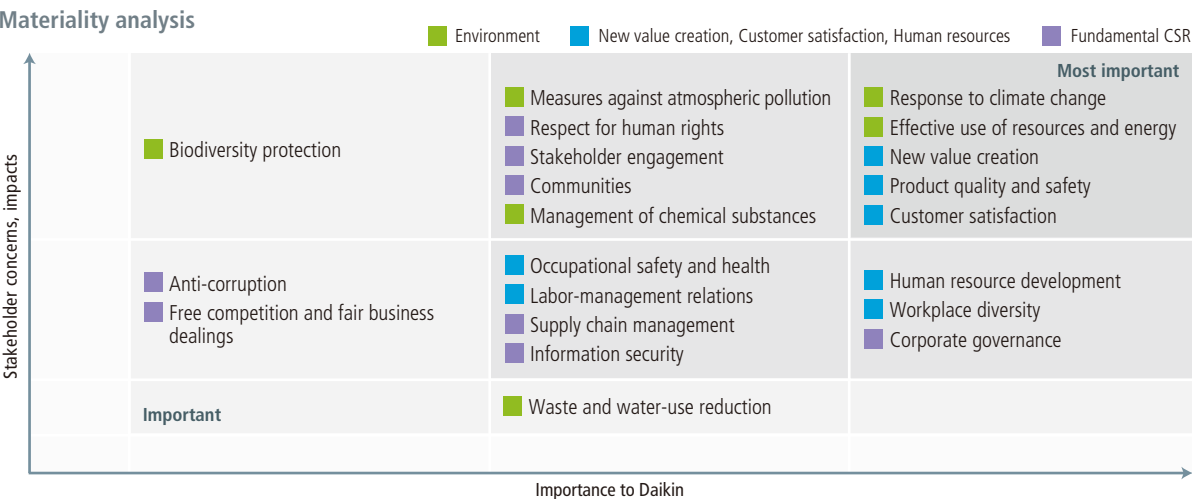 Materiality analysis
Environment
New value creation, Customer satisfaction, Human resources
Fundamental CSR
Stakeholder concerns, impacts
Biodiversity protection
Measures against atmospheric pollution
Respect for human rights
Stakeholder engagement
Communities
Management of chemical substances
Most important
Response to climate change
Effective use of resources and energy
New value creation
Product quality and safety
Customer satisfaction
Anti-corruption
Free competition and fair business
dealings
Occupational safety and health
Labor-management relations
Supply chain management
Information security
Human resource development
Workplace diversity
Corporate governance
Important
Waste and water-use reduction
Importance to Daikin